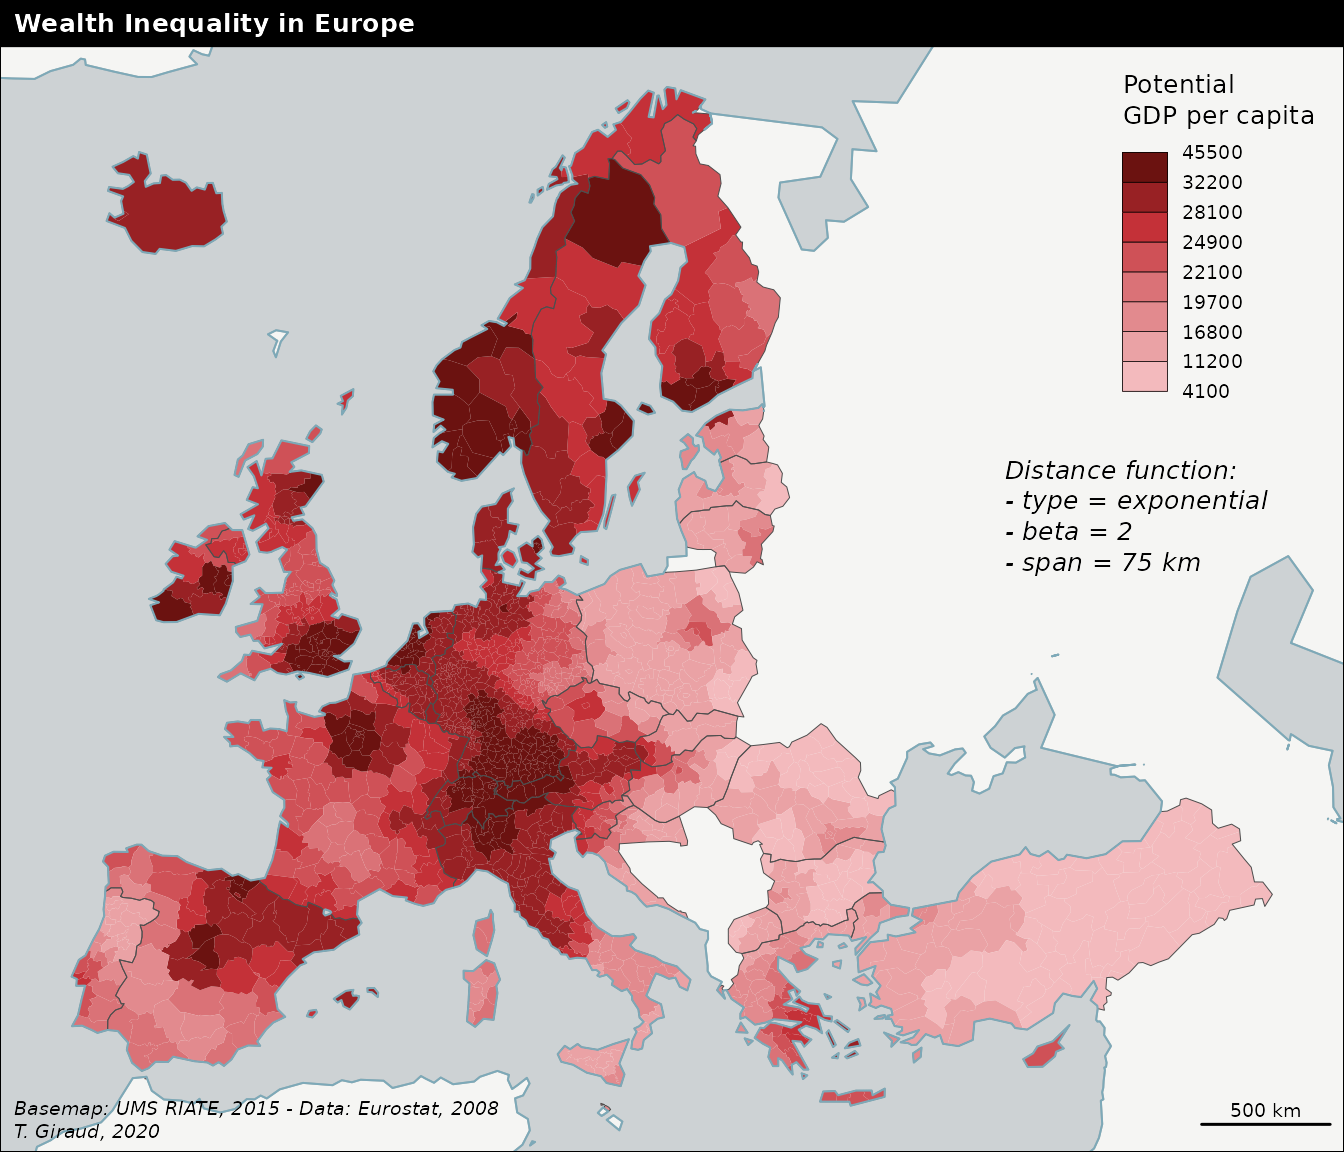 Wealth Inequality in Europe
Potential
GDP per capita
45500
32200
28100
24900
22100
19700
16800
11200
4100
Distance function:
- type = exponential
- beta = 2
- span = 75 km
Basemap: UMS RIATE, 2015 - Data: Eurostat, 2008
T. Giraud, 2020
500 km